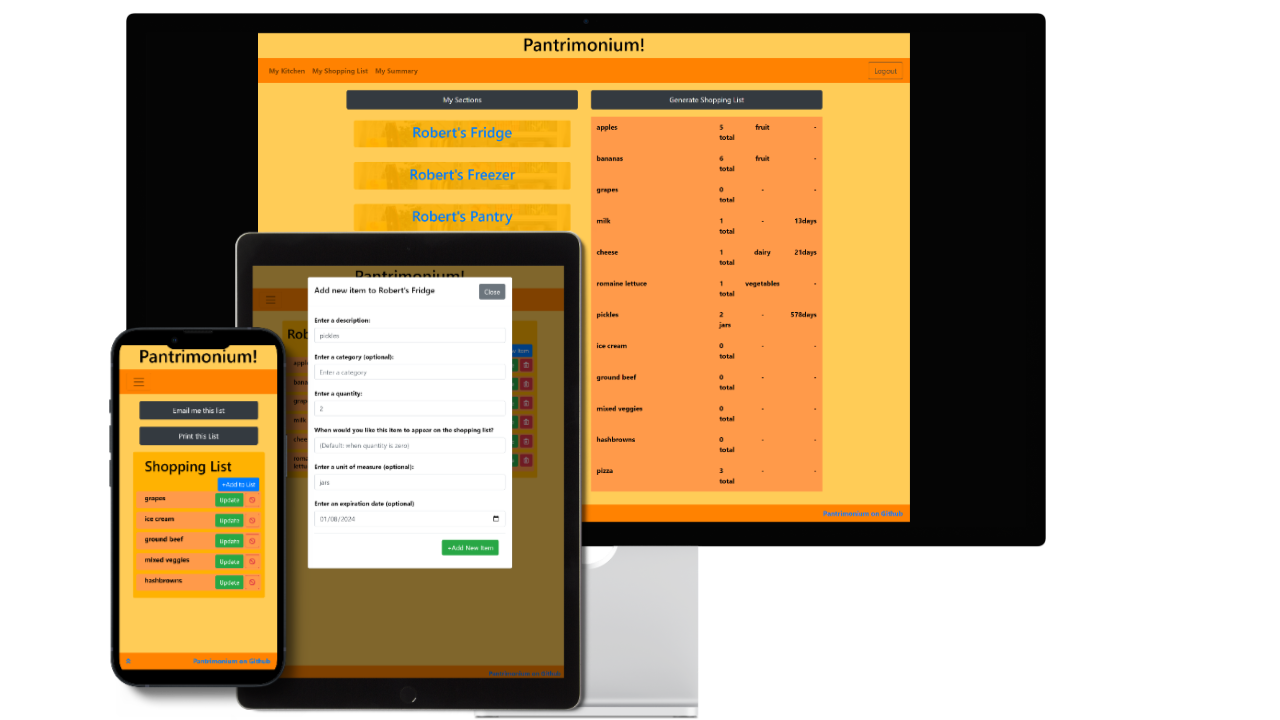 Pantrimonium!
My Kitchen My Shopping List My Summary Logout
My Sections
Robert's Fridge
Robert's Freezer
Robert's Pantry
Generate Shopping List
apples 5 total fruit -
bananas 6 total fruit -
grapes 0 total - -
milk 1 total - 13days
cheese 1 total dairy 21days
romaine lettuce 1 total vegetables -
pickles 2 jars - 578days
ice cream 0 total - -
ground beef 0 total - -
mixed veggies 0 total - -
hashbrowns 0 total - -
pizza 3 total - -
Pantrimonium on Github
Pantrimonium!
Add new item to Robert's Fridge Close
Enter a description:
pickles
Enter a category (optional):
Enter a category
Enter a quantity:
2
When would you like this item to appear on the shopping list?
(Default: when quantity is zero)
Enter a unit of measure (optional):
jars
Enter an expiration date (optional)
01/08/2024
+Add New Item
Pantrimonium on Github
Pantrimonium!
Email me this list
Print this List
Shopping List
+Add to List
grapes Update
ice cream Update
ground beef Update
mixed veggies Update
hashbrowns Update
Pantrimonium on Github